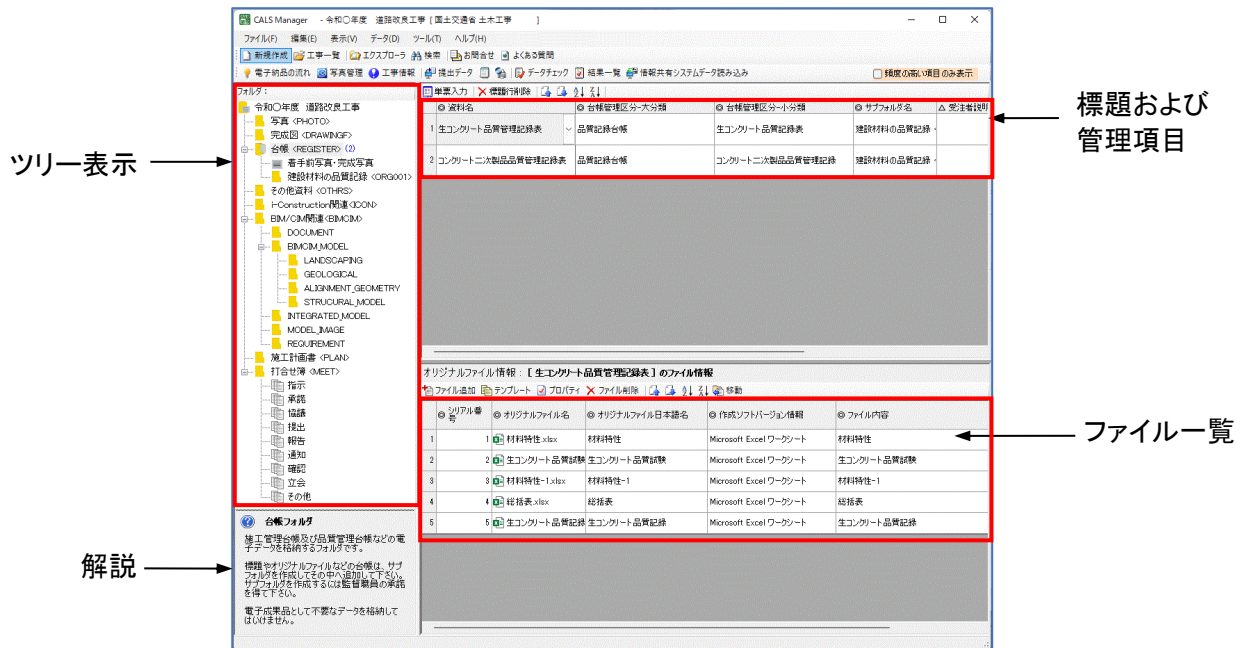 CALS Manager - 令和〇年度 道路改良工事 [ 国土交通省 土木工事 ]
ファイル(F) 編集(E) 表示(V) データ(D) ツール(T) ヘルプ(H)
新規作成 工事一覧 エクスプローラ 検索 お問合せ よくある質問
電子納品の流れ 写真管理 工事情報 提出データ データチェック 結果一覧 情報共有システムデータ読み込み 頻度の高い項目のみ表示
フォルダ:
令和〇年度 道路改良工事
写真 <PHOTO>
完成図 <DRAWINGF>
台帳 <REGISTER> (2)
着手前写真・完成写真
建設材料の品質記録 <ORG001>
その他資料 <OTHRS>
i-Construction関連<ICON>
BIM/CIM関連<BIMCIM>
DOCUMENT
BIMCIM_MODEL
LANDSCAPING
GEOLOGICAL
ALIGNMENT_GEOMETRY
STRUCURAL_MODEL
INTEGRATED_MODEL
MODEL_IMAGE
REQUIREMENT
施工計画書 <PLAN>
打合せ簿 <MEET>
指示
承諾
協議
提出
報告
通知
確認
立会
その他
台帳フォルダ
施工管理台帳及び品質管理台帳などの電
子データを格納するフォルダです。
標題やオリジナルファイルなどの台帳は、サブ
フォルダを作成してその中へ追加して下さい。
サブフォルダを作成するには監督職員の承諾
を得て下さい。
電子成果品として不要なデータを格納して
はいけません。
単票入力 標題行削除
◎ 資料名 ◎ 台帳管理区分-大分類 ◎ 台帳管理区分-小分類 ◎ サブフォルダ名 △ 受注者説明
1 生コンクリート品質管理記録表 品質記録台帳 生コンクリート品質記録表 建設材料の品質記録
2 コンクリート二次製品品質管理記録表 品質記録台帳 コンクリート二次製品品質管理記録 建設材料の品質記録
オリジナルファイル情報:[ 生コンクリート品質管理記録表 ] のファイル情報
ファイル追加 テンプレート プロパティ ファイル削除 移動
◎ シリアル番号 ◎ オリジナルファイル名 ◎ オリジナルファイル日本語名 ◎ 作成ソフトバージョン情報 ◎ ファイル内容
1 1 材料特性.xlsx 材料特性 Microsoft Excel ワークシート 材料特性
2 2 生コンクリート品質試験 生コンクリート品質試験 Microsoft Excel ワークシート 生コンクリート品質試験
3 3 材料特性-1.xlsx 材料特性-1 Microsoft Excel ワークシート 材料特性-1
4 4 総括表.xlsx 総括表 Microsoft Excel ワークシート 総括表
5 5 生コンクリート品質記録 生コンクリート品質記録 Microsoft Excel ワークシート 生コンクリート品質記録
ツリー表示
解説
標題および
管理項目
ファイル一覧